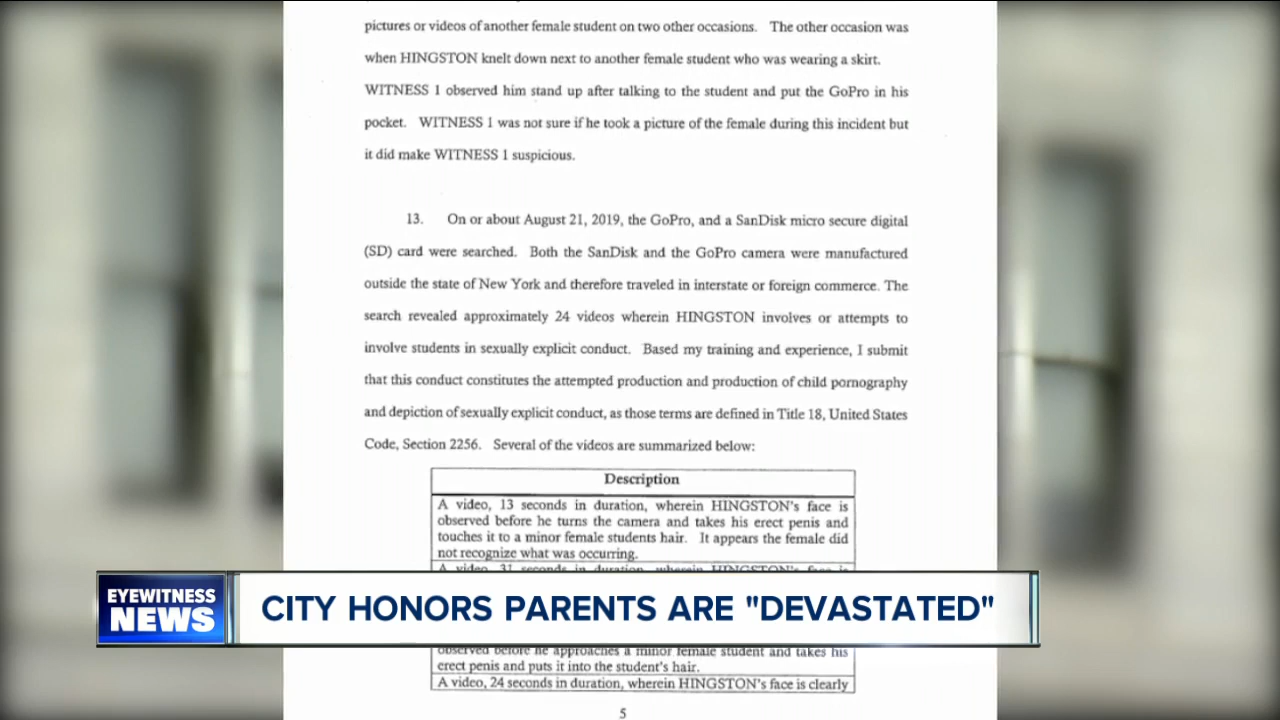 pictures or videos of another female student on two other occasions. The other occasion was
when HINGSTON knelt down next to another female student who was wearing a skirt.
WITNESS 1 observed him stand up after talking to the student and put the GoPro in his
pocket. WITNESS 1 was not sure if he took a picture of the female during this incident but
it did make WITNESS 1 suspicious.
13. On or about August 21, 2019, the GoPro, and a SanDisk micro secure digital
(SD) card were searched. Both the SanDisk and the GoPro camera were manufactured
outside the state of New York and therefore traveled in interstate or foreign commerce. The
search revealed approximately 24 videos wherein HINGSTON involves or attempts to
involve students in sexually explicit conduct. Based my training and experience, I submit
that this conduct constitutes the attempted production and production of child pornography
and depiction of sexually explicit conduct, as those terms are defined in Title 18, United States
Code, Section 2256. Several of the videos are summarized below:
Description
A video, 13 seconds in duration, wherein HINGSTON's face is
observed before he turns the camera and takes his erect penis and
touches it to a minor female students hair. It appears the female did
not recognize what was occurring.
A video, 31 seconds in duration, wherein HINGSTON's face is
EYEWITNESS
NEWS
CITY HONORS PARENTS ARE "DEVASTATED"
observed before he approaches a minor female student and takes his
erect penis and puts it into the student's hair.
A video, 24 seconds in duration, wherein HINGSTON's face is clearly
5